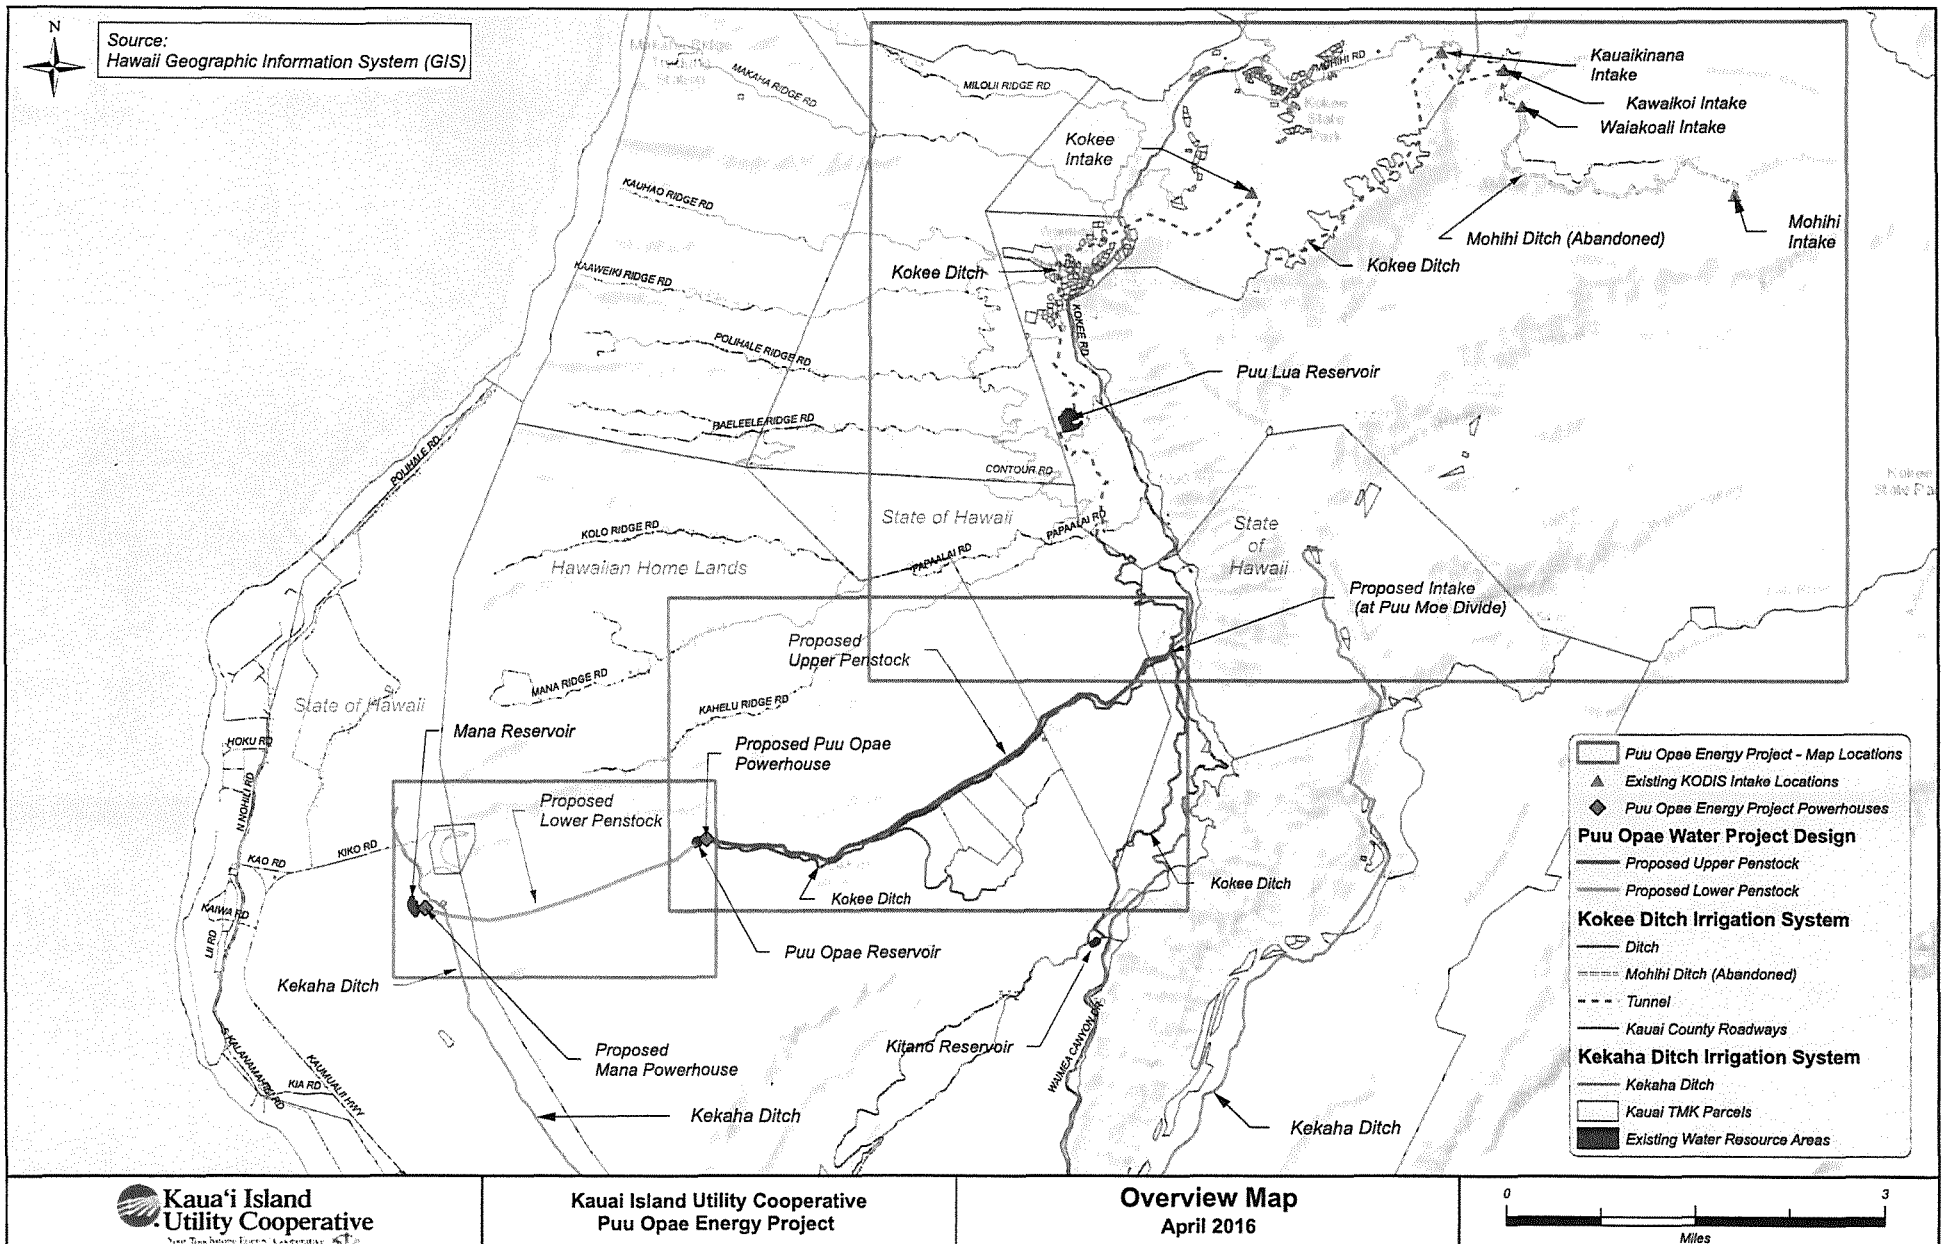 N
Source:
Hawaii Geographic Information System (GIS)
Makaha Ridge
MAKAHA RIDGE RD
MILOLII RIDGE RD
MOHIHI RD
Kauaikinana
Intake
Kawaikoi Intake
Waiakoali Intake
Kokee
State
Park
Kokee
Intake
KAUHAO RIDGE RD
Mohihi Ditch (Abandoned)
Mohihi
Intake
Kokee Ditch
Kokee Ditch
KAAWEIKI RIDGE RD
KOKEE RD
POLIHALE RIDGE RD
Puu Lua Reservoir
HAELEELE RIDGE RD
POLIHALE RD
CONTOUR RD
Kokee
State Pa
State of Hawaii
PAPAALAI RD
State
of
Hawaii
KOLO RIDGE RD
PAPAALAI RD
Hawaiian Home Lands
Proposed Intake
(at Puu Moe Divide)
Proposed
Upper Penstock
MANA RIDGE RD
State of Hawaii
KAHELU RIDGE RD
Mana Reservoir
HOKU RD
Proposed Puu Opae
Powerhouse
N NOHILI RD
Proposed
Lower Penstock
KAO RD
KIKO RD
Kokee Ditch
Kokee Ditch
KAIWA RD
LII RD
Puu Opae Reservoir
Kekaha Ditch
Kitano Reservoir
Proposed
Mana Powerhouse
WAIMEA CANYON DR
KIA RD
KAUMUALII HWY
Kekaha Ditch
Kekaha Ditch
Puu Opae Energy Project - Map Locations
Existing KODIS Intake Locations
Puu Opae Energy Project Powerhouses
Puu Opae Water Project Design
Proposed Upper Penstock
Proposed Lower Penstock
Kokee Ditch Irrigation System
Ditch
Mohihi Ditch (Abandoned)
Tunnel
Kauai County Roadways
Kekaha Ditch Irrigation System
Kekaha Ditch
Kauai TMK Parcels
Existing Water Resource Areas
Kaua'i Island
Utility Cooperative
Kauai Island Utility Cooperative
Puu Opae Energy Project
Overview Map
April 2016
0 3
Miles